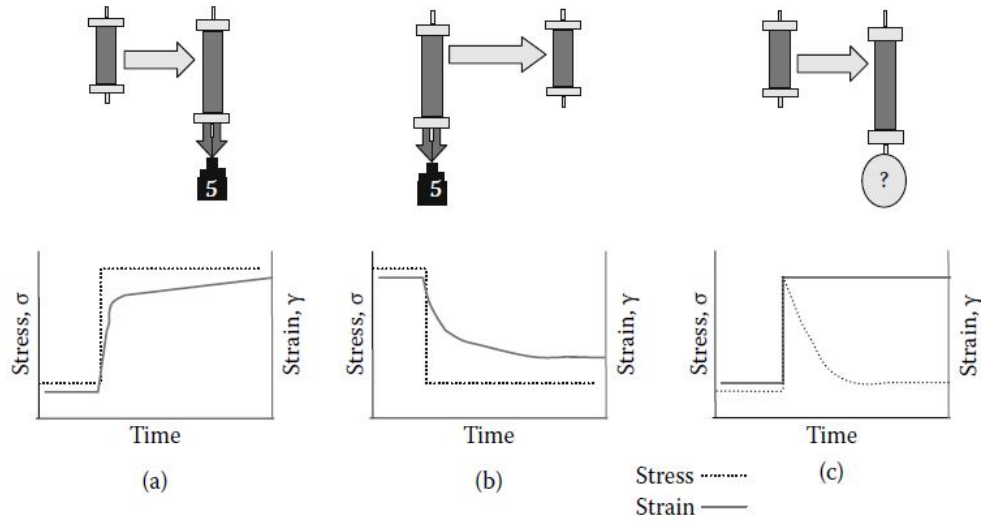 5
5
?
Stress, σ
Time
Strain, γ
(a)
Stress, σ
Time
Strain, γ
(b)
Stress, σ
Time
Strain, γ
(c)
Stress
Strain